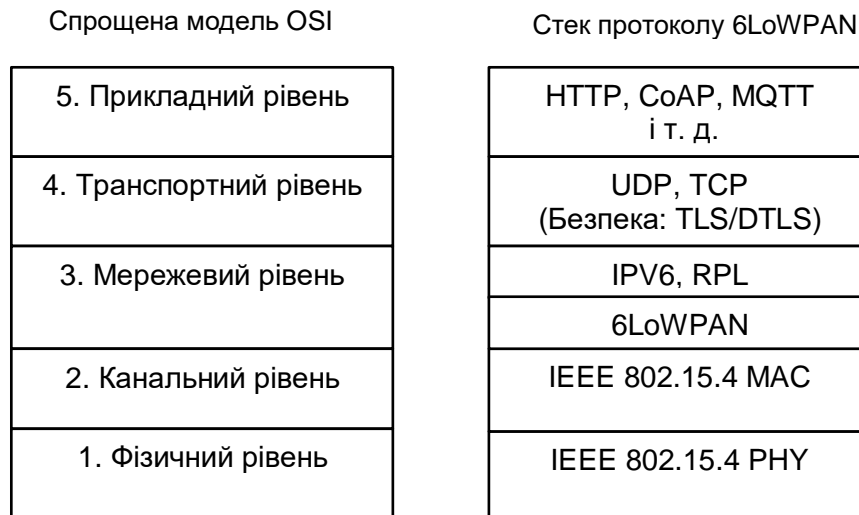 Спрощена модель OSI
5. Прикладний рівень
4. Транспортний рівень
3. Мережевий рівень
2. Канальний рівень
1. Фізичний рівень
Стек протоколу 6LoWPAN
HTTP, CoAP, MQTT
і т. д.
UDP, TCP
(Безпека: TLS/DTLS)
IPV6, RPL
6LoWPAN
IEEE 802.15.4 MAC
IEEE 802.15.4 PHY